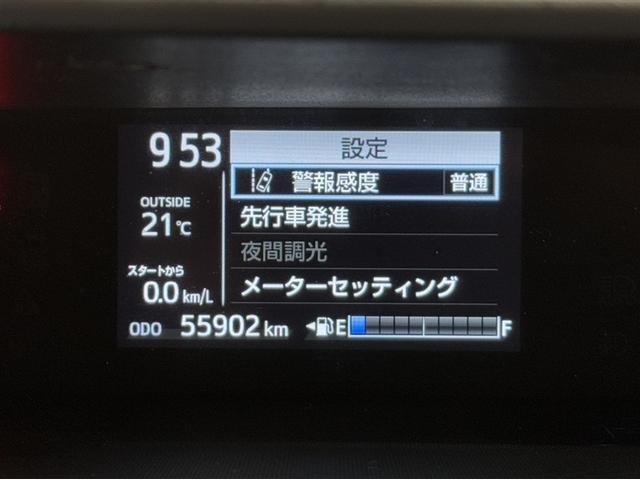 9 53
設定
警報感度 普通
OUTSIDE
21℃
先行車発進
夜間調光
スタートから
0.0 km/L
メーターセッティング
ODO 55902 km
E F